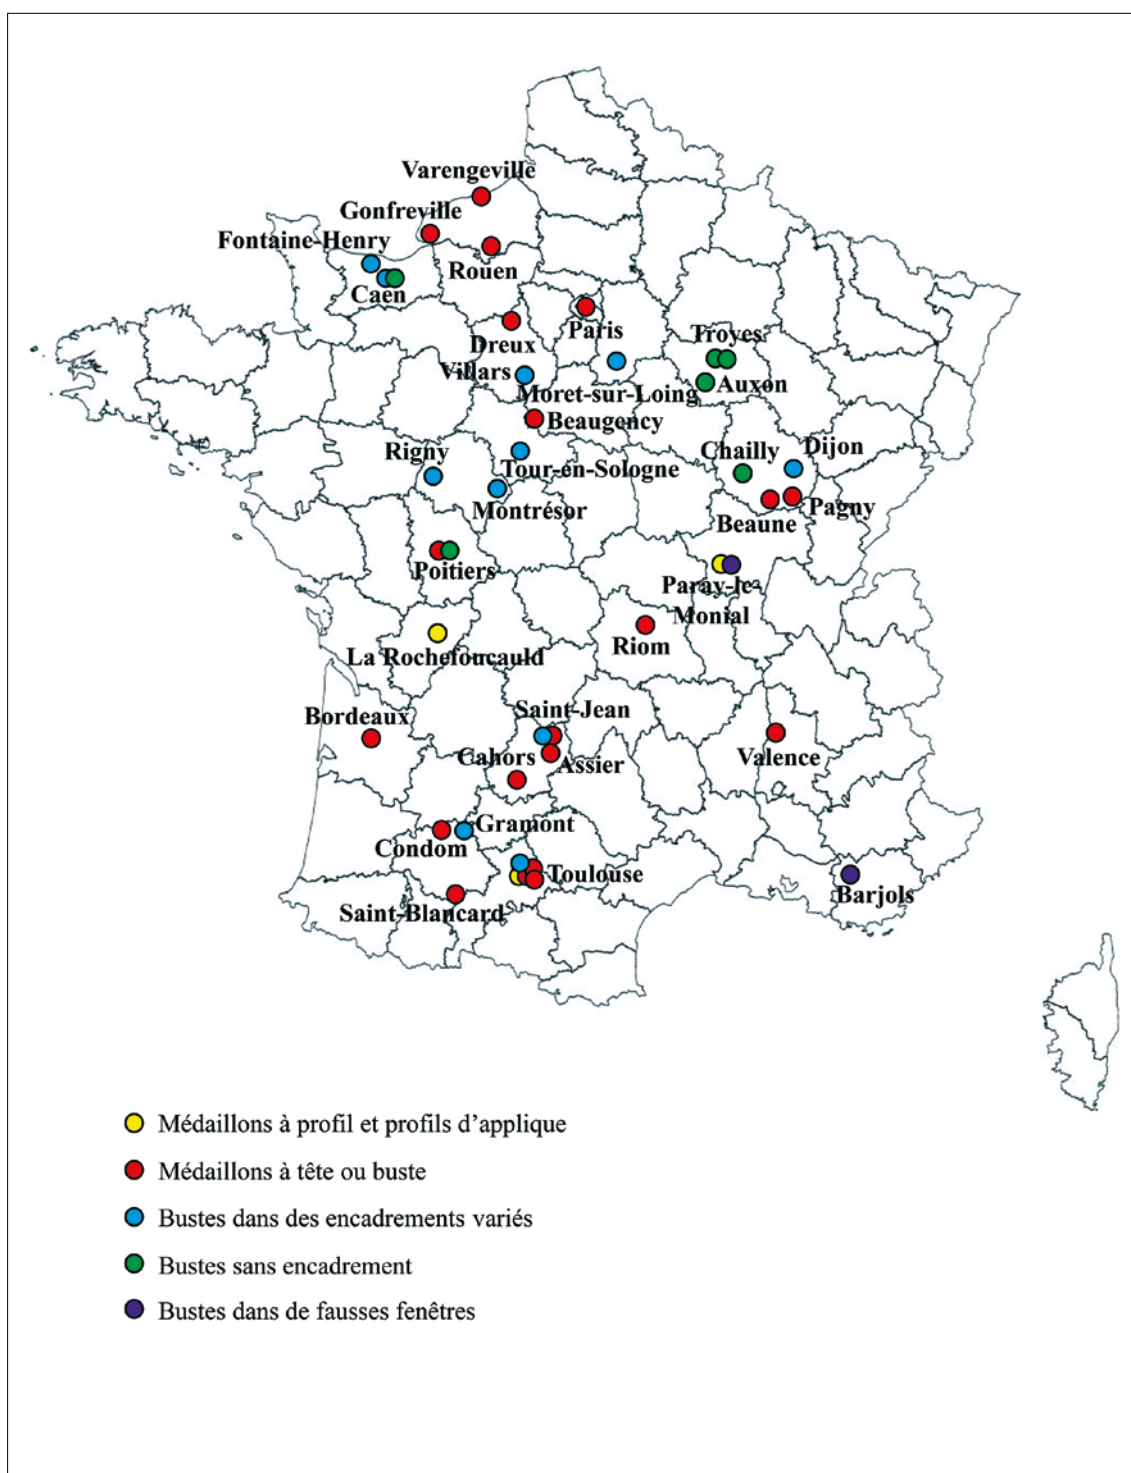 Varengeville
Gonfreville
Fontaine-Henry
Rouen
Caen
Paris
Troyes
Dreux
Villars
Moret-sur-Loing
Auxon
Beaugency
Chailly
Dijon
Rigny
Tour-en-Sologne
Montrésor
Pagny
Beaune
Poitiers
Paray-le-
Monial
Riom
La Rochefoucauld
Saint-Jean
Bordeaux
Cahors
Assier
Valence
Gramont
Condom
Toulouse
Barjols
Saint-Blancard
Médaillons à profil et profils d’applique
Médaillons à tête ou buste
Bustes dans des encadrements variés
Bustes sans encadrement
Bustes dans de fausses fenêtres